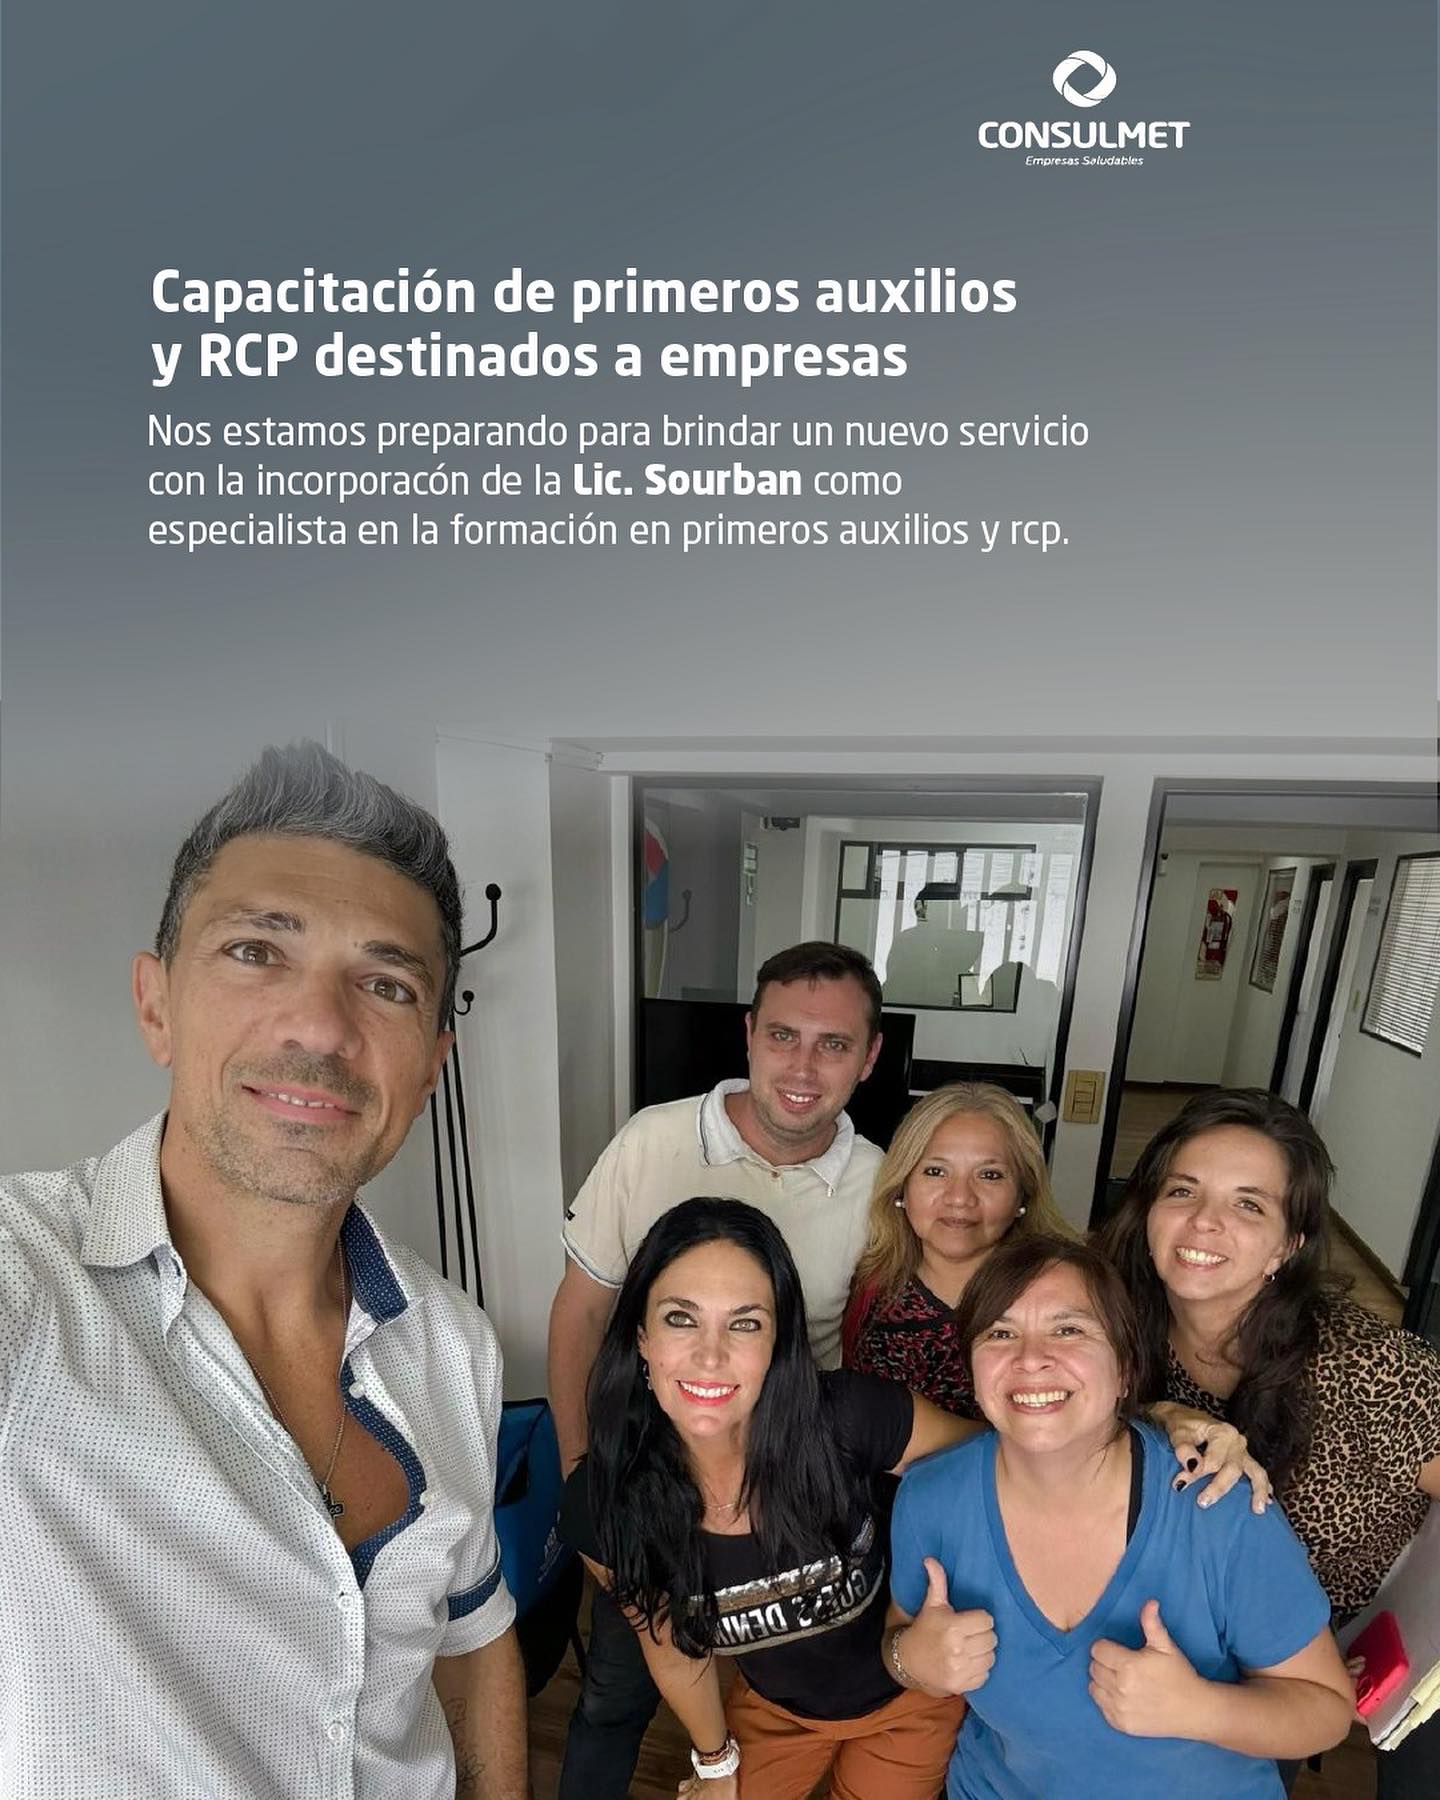 CONSULMET
Empresas Saludables
Capacitación de primeros auxilios
y RCP destinados a empresas
Nos estamos preparando para brindar un nuevo servicio
con la incorporacón de la Lic. Sourban como
especialista en la formación en primeros auxilios y rcp.
GUESS DENIM